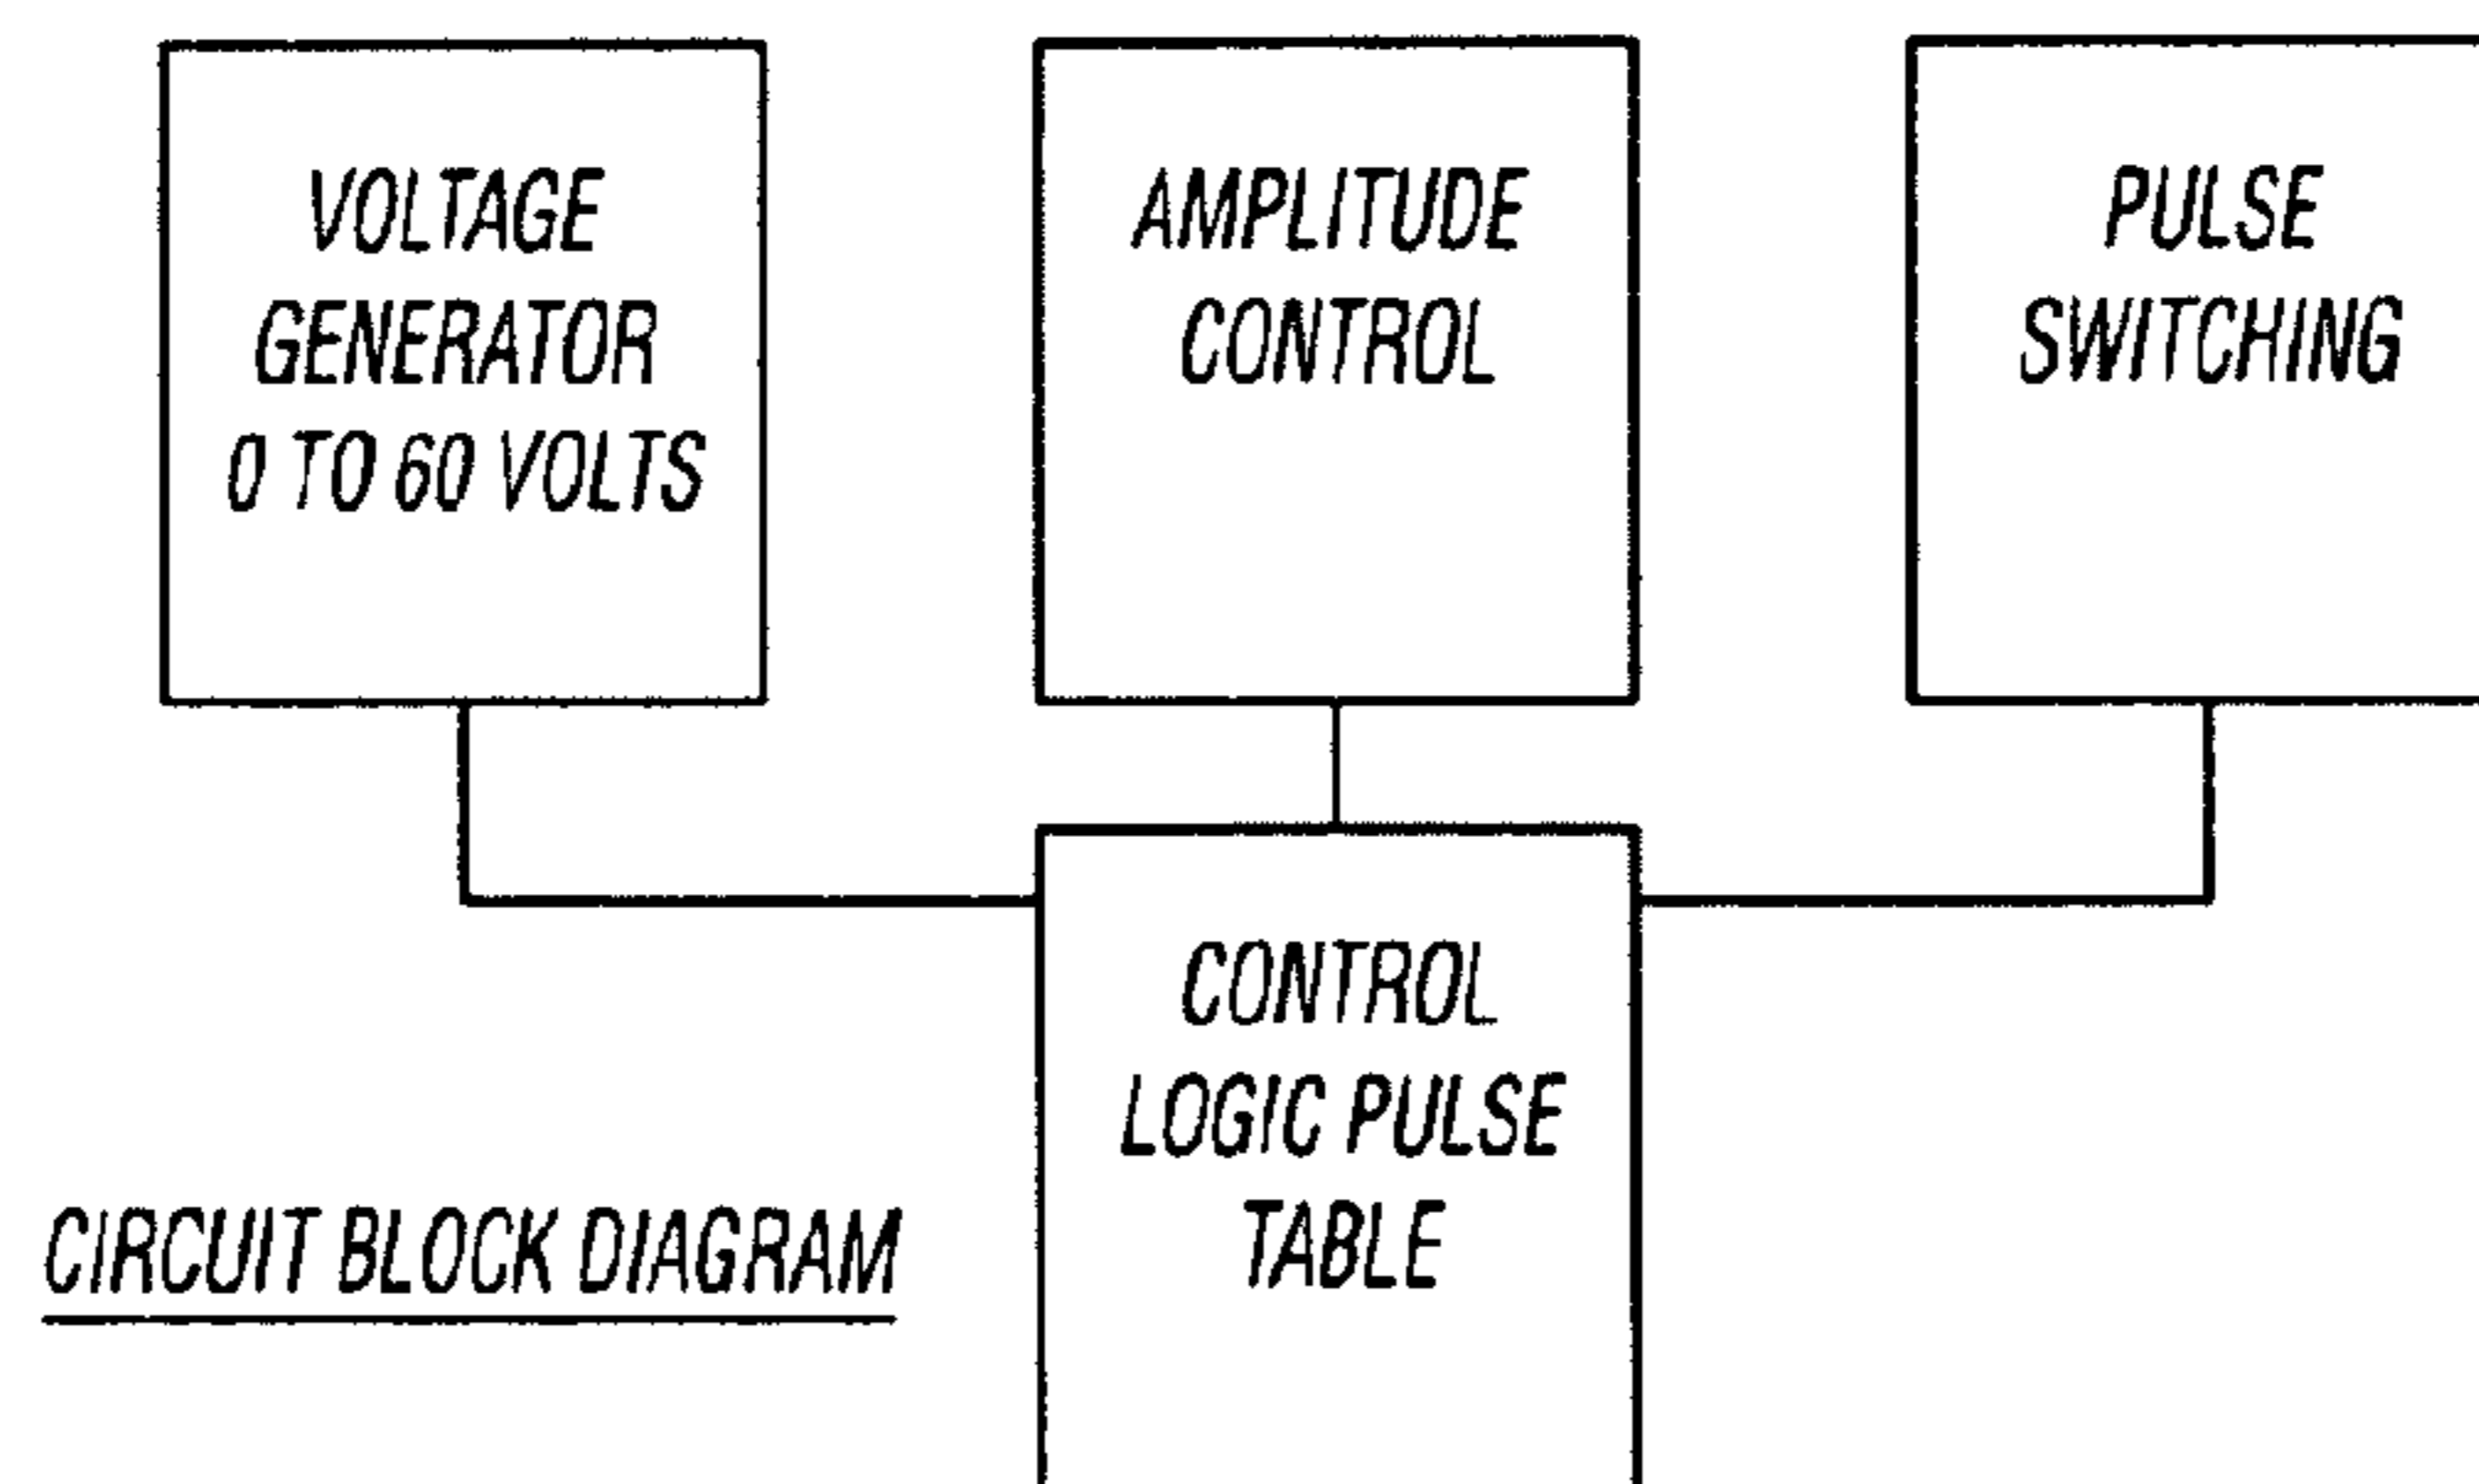 VOLTAGE
GENERATOR
0 TO 60 VOLTS
AMPLITUDE
CONTROL
PULSE
SWITCHING
CONTROL
LOGIC PULSE
TABLE
CIRCUIT BLOCK DIAGRAM